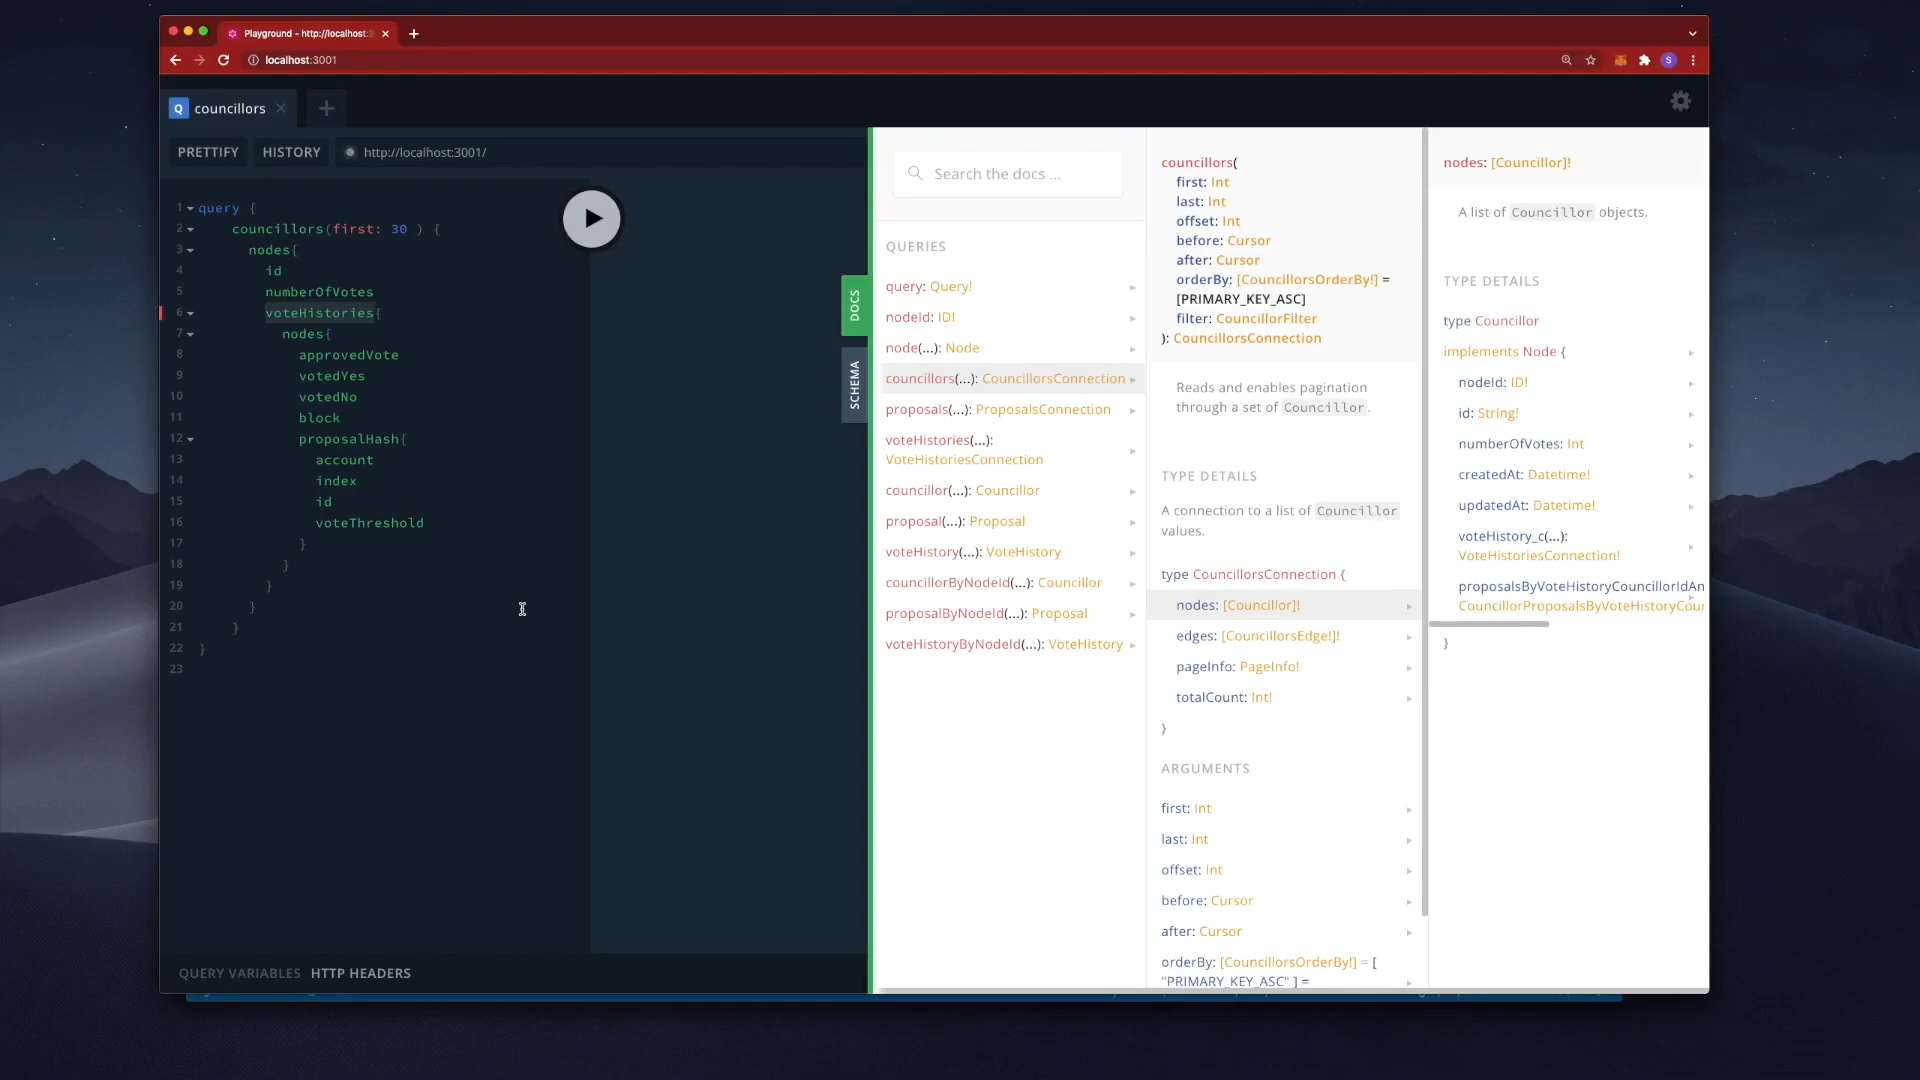 Playground - http://localhost:3
localhost:3001
S
Q councillors
PRETTIFY HISTORY http://localhost:3001/
1 query {
2 councillors(first: 30 ) {
3 nodes{
4 id
5 numberOfVotes
6 voteHistories{
7 nodes{
8 approvedVote
9 votedYes
10 votedNo
11 block
12 proposalHash{
13 account
14 index
15 id
16 voteThreshold
17 }
18 }
19 }
20 }
21 }
22 }
23
QUERY VARIABLES HTTP HEADERS
DOCS
SCHEMA
Search the docs ...
QUERIES
query: Query!
nodeId: ID!
node(...): Node
councillors(...): CouncillorsConnection
proposals(...): ProposalsConnection
voteHistories(...):
VoteHistoriesConnection
councillor(...): Councillor
proposal(...): Proposal
voteHistory(...): VoteHistory
councillorByNodeId(...): Councillor
proposalByNodeId(...): Proposal
voteHistoryByNodeId(...): VoteHistory
councillors(
first: Int
last: Int
offset: Int
before: Cursor
after: Cursor
orderBy: [CouncillorsOrderBy!] =
[PRIMARY_KEY_ASC]
filter: CouncillorFilter
): CouncillorsConnection
Reads and enables pagination
through a set of Councillor.
TYPE DETAILS
A connection to a list of Councillor
values.
type CouncillorsConnection {
nodes: [Councillor]!
edges: [CouncillorsEdge!]!
pageInfo: PageInfo!
totalCount: Int!
}
ARGUMENTS
first: Int
last: Int
offset: Int
before: Cursor
after: Cursor
orderBy: [CouncillorsOrderBy!] = [
"PRIMARY_KEY_ASC" ] =
nodes: [Councillor]!
A list of Councillor objects.
TYPE DETAILS
type Councillor
implements Node {
nodeId: ID!
id: String!
numberOfVotes: Int
createdAt: Datetime!
updatedAt: Datetime!
voteHistory_c(...):
VoteHistoriesConnection!
proposalsByVoteHistoryCouncillorIdAn
CouncillorProposalsByVoteHistoryCour
}